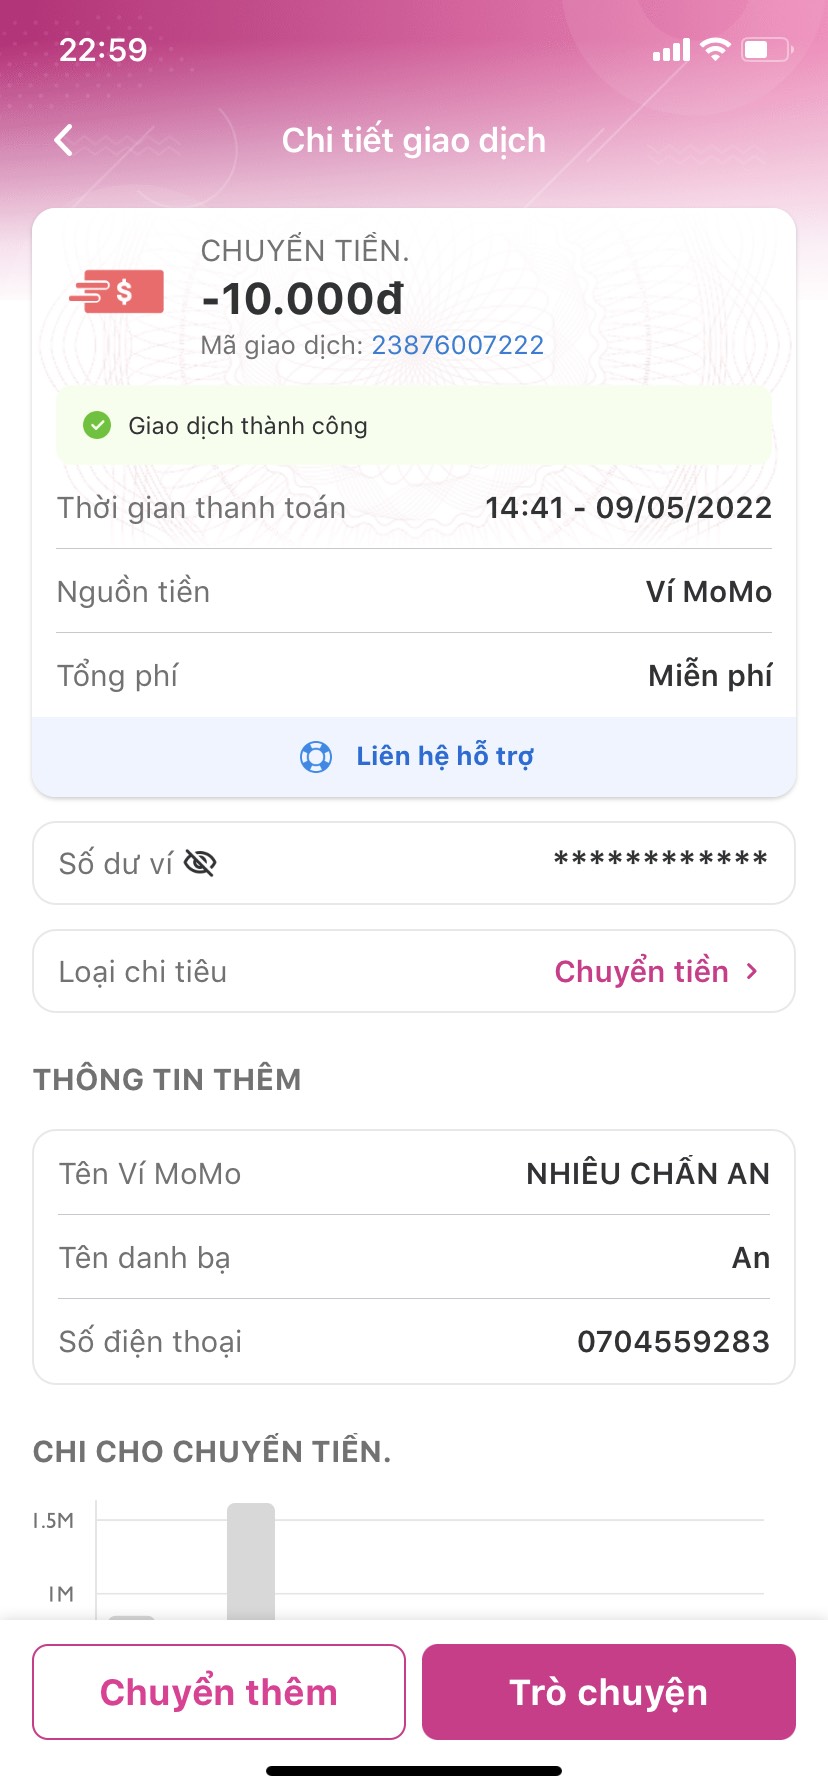 22:59
Chi tiết giao dịch
CHUYỂN TIỀN.
$
-10.000đ
Mã giao dịch: 23876007222
Giao dịch thành công
Thời gian thanh toán 14:41 - 09/05/2022
Nguồn tiền Ví MoMo
Tổng phí Miễn phí
Liên hệ hỗ trợ
Số dư ví ************
Loại chi tiêu Chuyển tiền
THÔNG TIN THÊM
Tên Ví MoMo NHIÊU CHẤN AN
Tên danh bạ An
Số điện thoại 0704559283
CHI CHO CHUYỂN TIỀN.
1.5M
1M
Chuyển thêm Trò chuyện